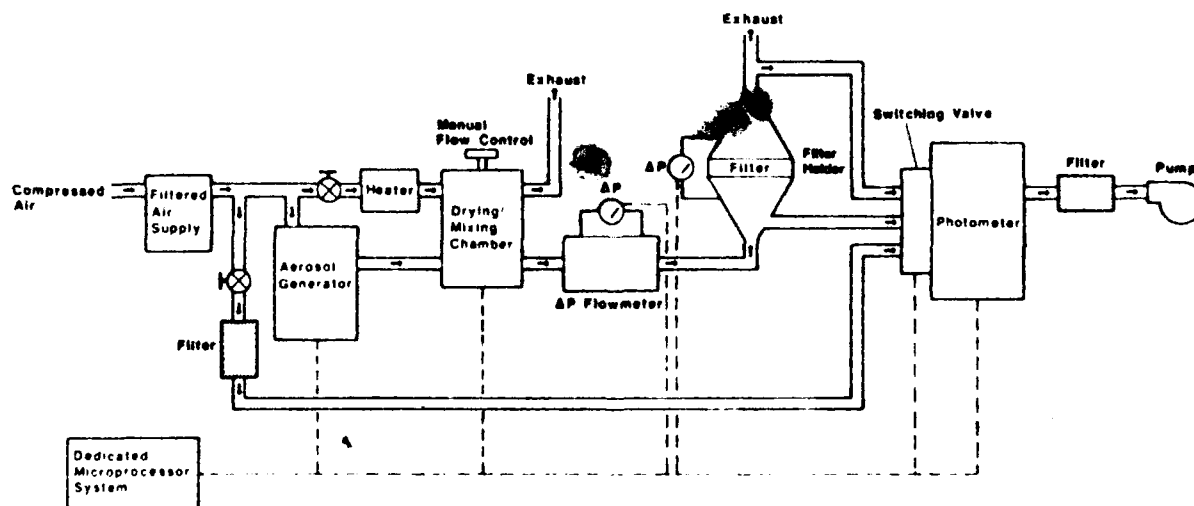 Exhaust
Exhaust
Manual
Flow Control
Switching Valve
Compressed
Air
Filtered
Air
Supply
Heater
Drying/
Mixing
Chamber
ΔP
ΔP
Filter
Filter
Holder
Photometer
Filter
Pump
Aerosol
Generator
ΔP Flowmeter
Filter
Dedicated
Microprocessor
System